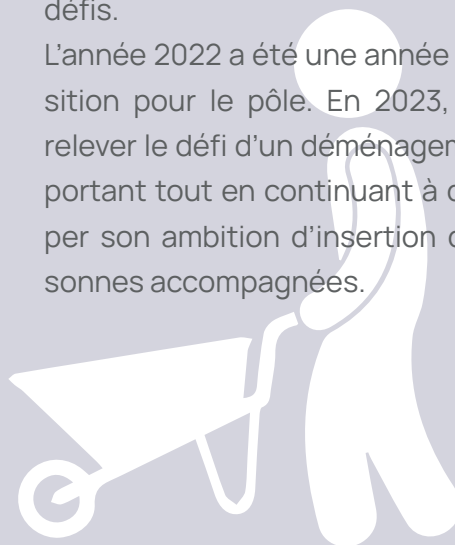 défis.
L’année 2022 a été une année
sition pour le pôle. En 2023,
relever le défi d’un déménagem
portant tout en continuant à d
per son ambition d’insertion d
sonnes accompagnées.